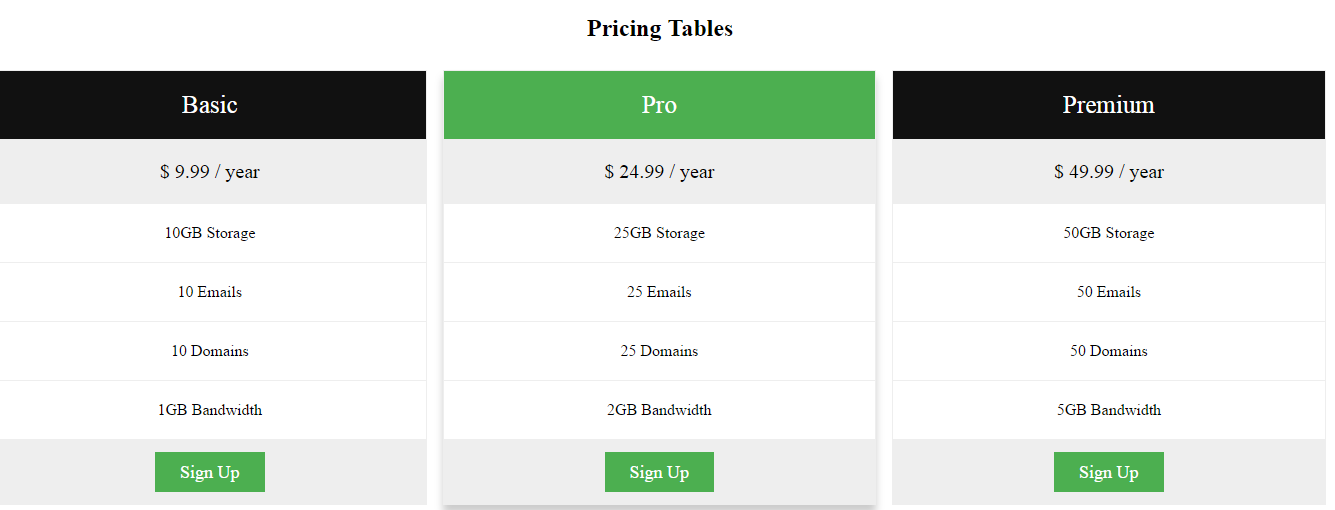 Pricing Tables
Basic
$ 9.99 / year
10GB Storage
10 Emails
10 Domains
1GB Bandwidth
Sign Up
Pro
$ 24.99 / year
25GB Storage
25 Emails
25 Domains
2GB Bandwidth
Sign Up
Premium
$ 49.99 / year
50GB Storage
50 Emails
50 Domains
5GB Bandwidth
Sign Up